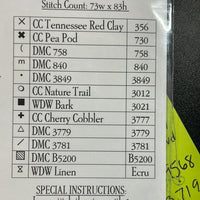 Stitch Count: 73w x 83h
CC Tennessee Red Clay 356
CC Pea Pod 730
DMC 758 758
m DMC 840 840
DMC 3849 3849
CC Nature Trail 3012
WDW Bark 3021
CC Cherry Cobbler 3777
DMC 3779 3779
DMC 3781 3781
DMC B5200 B5200
WDW Linen Ecru
SPECIAL INSTRUCTIONS:
568
719